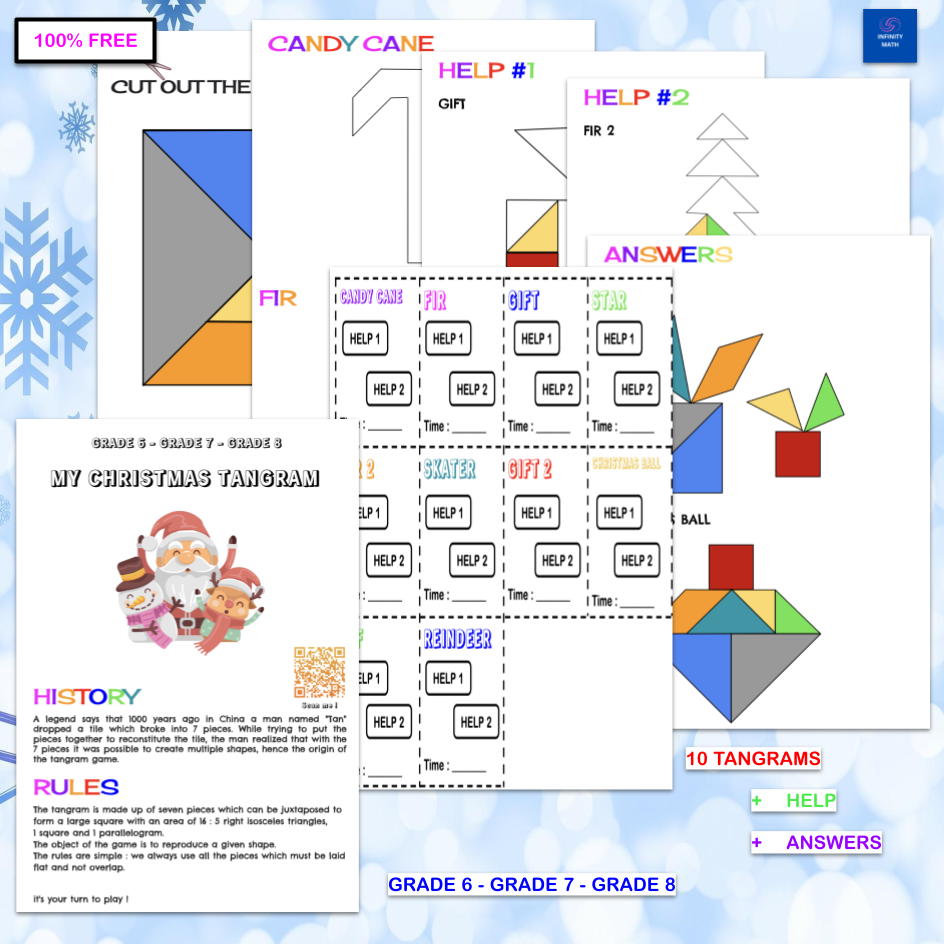 100% FREE
INFINITY
MATH
CUT OUT THE
CANDY CANE
FIR
HELP #1
GIFT
HELP #2
FIR 2
ANSWERS
BALL
CANDY CANE
FIR
GIFT
STAR
HELP 1
HELP 1
HELP 1
HELP 1
HELP 2
HELP 2
HELP 2
HELP 2
: ______
Time : ______
Time : ______
Time : ______
2
SKATER
GIFT 2
CHRISTMAS BALL
LP 1
HELP 1
HELP 1
HELP 1
HELP 2
HELP 2
HELP 2
HELP 2
: ______
Time : ______
Time : ______
Time : ______
REINDEER
LP 1
HELP 1
HELP 2
HELP 2
: ______
Time : ______
GRADE 6 - GRADE 7 - GRADE 8
MY CHRISTMAS TANGRAM
Scan me !
HISTORY
A legend says that 1000 years ago in China a man named "Tan"
dropped a tile which broke into 7 pieces. While trying to put the
pieces together to reconstitute the tile, the man realized that with the
7 pieces it was possible to create multiple shapes, hence the origin of
the tangram game.
RULES
The tangram is made up of seven pieces which can be juxtaposed to
form a large square with an area of 16 : 5 right isosceles triangles,
1 square and 1 parallelogram.
The object of the game is to reproduce a given shape.
The rules are simple : we always use all the pieces which must be laid
flat and not overlap.
it's your turn to play !
10 TANGRAMS
+ HELP
+ ANSWERS
GRADE 6 - GRADE 7 - GRADE 8